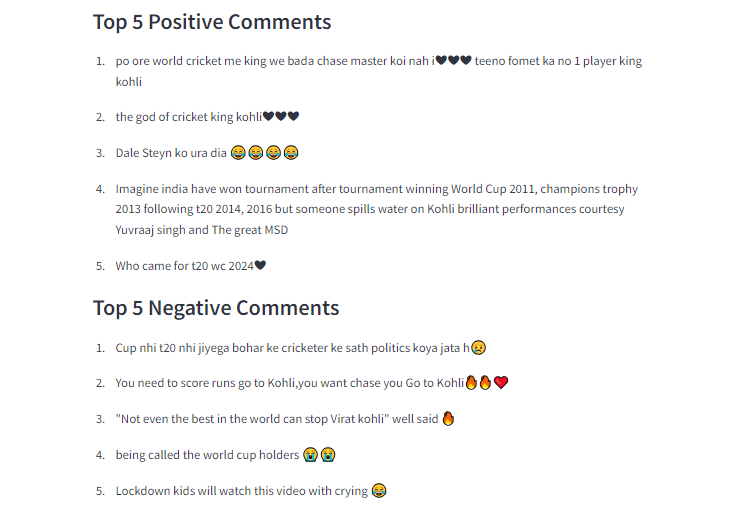 Top 5 Positive Comments
1. po ore world cricket me king we bada chase master koi nah i🖤🖤🖤 teeno fomet ka no 1 player king
kohli
2. the god of cricket king kohli🖤🖤🖤
3. Dale Steyn ko ura dia 😂😂😂😂
4. Imagine india have won tournament after tournament winning World Cup 2011, champions trophy
2013 following t20 2014, 2016 but someone spills water on Kohli brilliant performances courtesy
Yuvraaj singh and The great MSD
5. Who came for t20 wc 2024🖤
Top 5 Negative Comments
1. Cup nhi t20 nhi jiyega bohar ke cricketer ke sath politics koya jata h😢
2. You need to score runs go to Kohli,you want chase you Go to Kohli🔥🔥❤️
3. "Not even the best in the world can stop Virat kohli" well said 🔥
4. being called the world cup holders 😭😭
5. Lockdown kids will watch this video with crying 😂